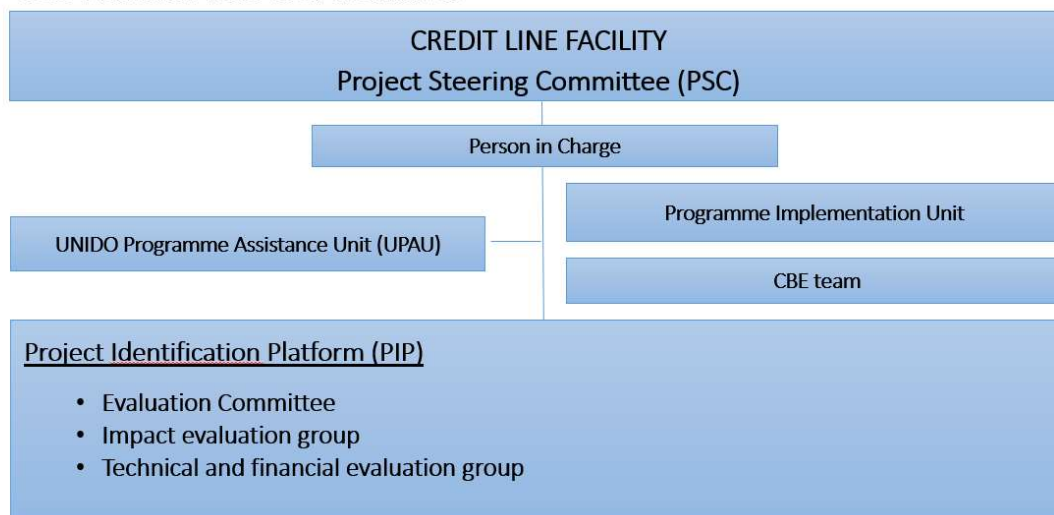 CREDIT LINE FACILITY
Project Steering Committee (PSC)
Person in Charge
Programme Implementation Unit
UNIDO Programme Assistance Unit (UPAU)
CBE team
Project Identification Platform (PIP)
• Evaluation Committee
• Impact evaluation group
• Technical and financial evaluation group